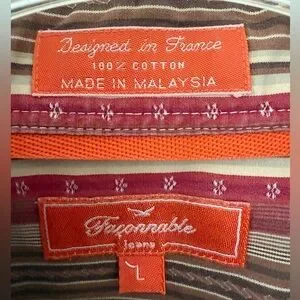 Designed in France
100% COTTON
MADE IN MALAYSIA
Façonnable
jeans
L